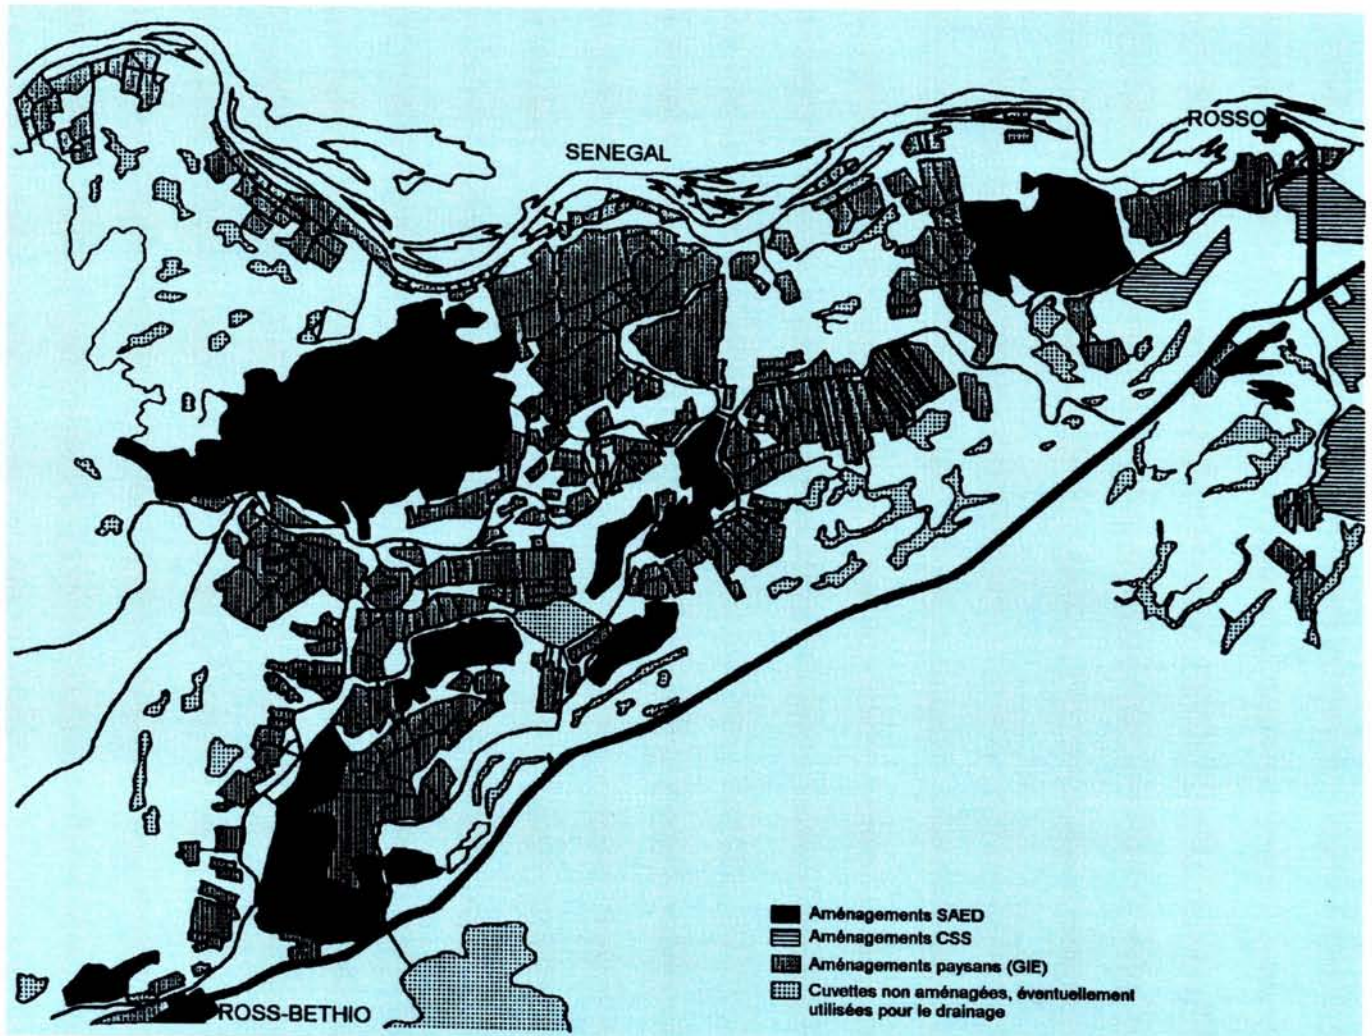 ROSSO
SENEGAL
Aménagements SAED
Aménagements CSS
Aménagements paysans (GIE)
Cuvettes non aménagées, éventuellement
utilisées pour le drainage
ROSS-BETHIO